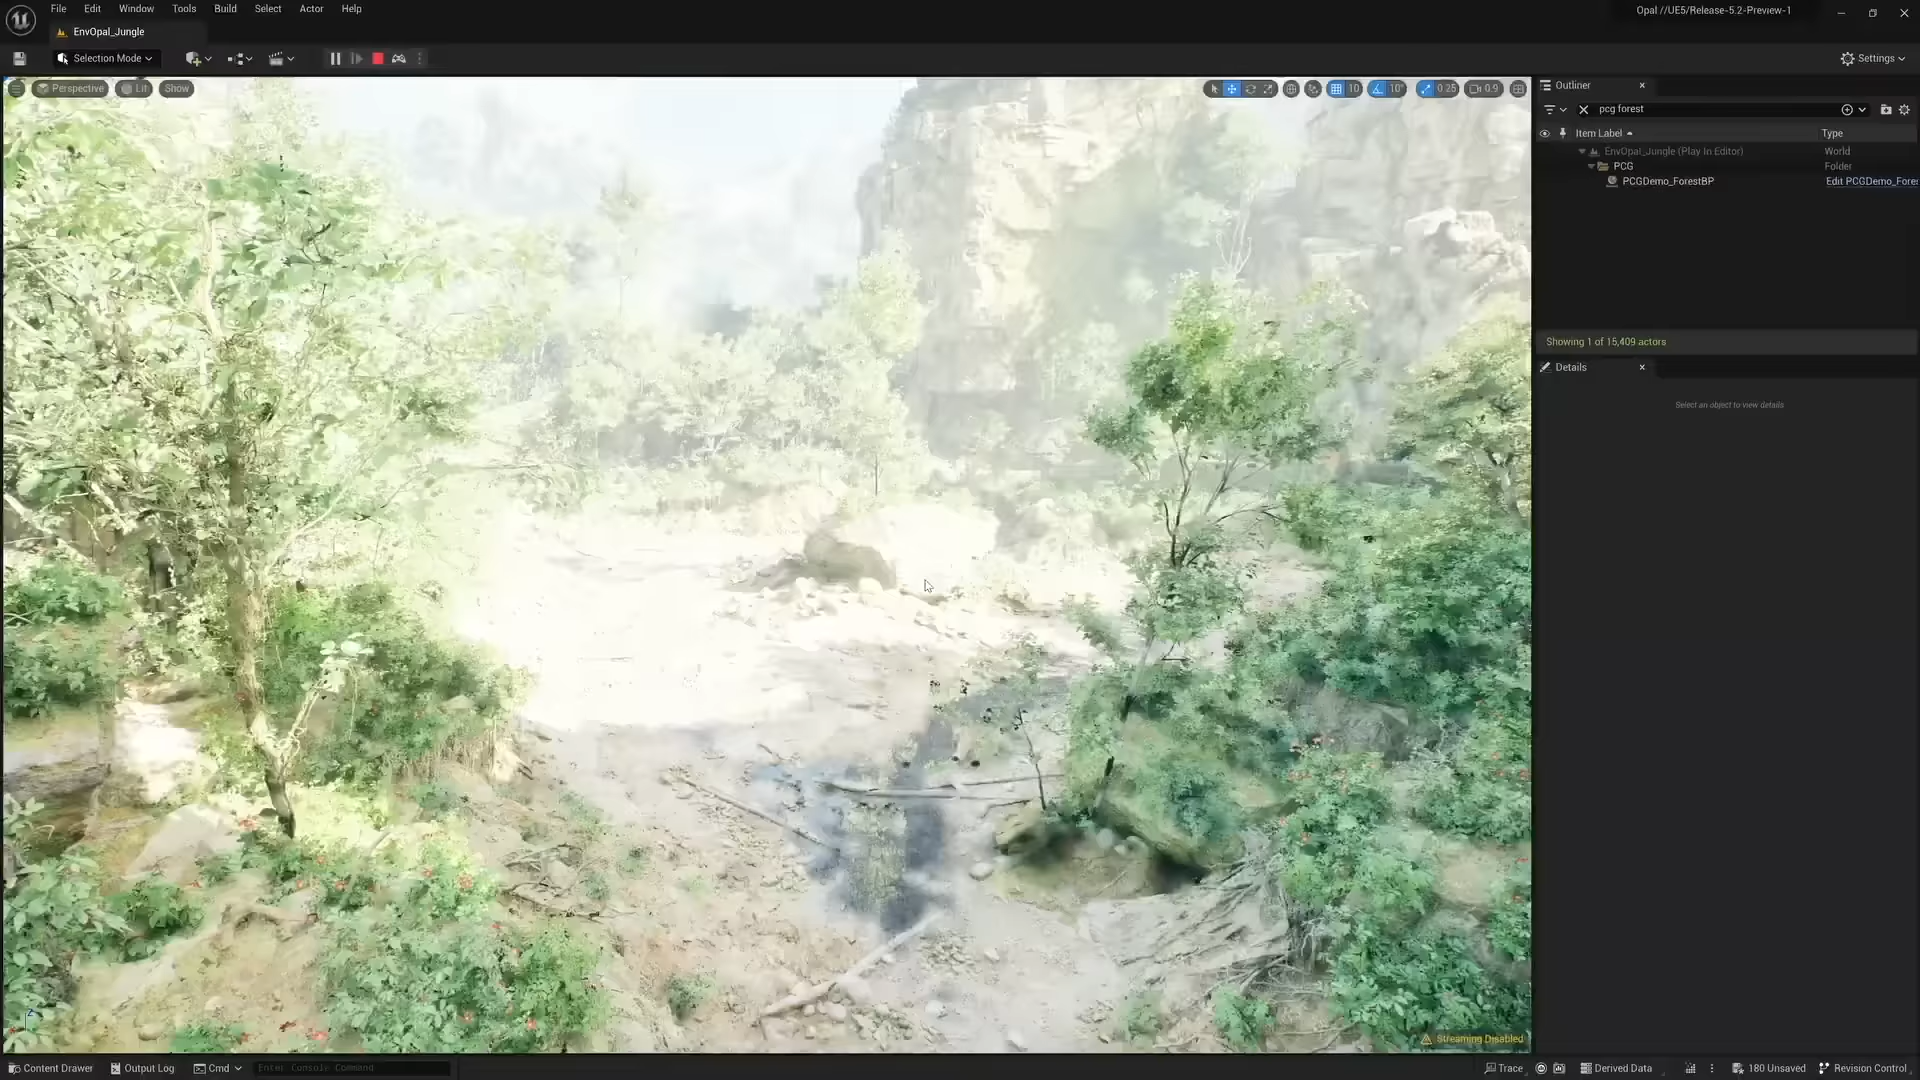 File Edit Window Tools Build Select Actor Help
Opal //UE5/Release-5.2-Preview-1
EnvOpal_Jungle
Selection Mode
Settings
Perspective Lit Show
10 10° 0.25 0.9
Outliner
pcg forest
Item Label Type
EnvOpal_Jungle (Play In Editor) World
PCG Folder
PCGDemo_ForestBP Edit PCGDemo_Fores
Showing 1 of 15,409 actors
Details
Select an object to view details
Z
Streaming Disabled
Content Drawer Output Log Cmd Enter Console Command
Trace Derived Data 180 Unsaved Revision Control